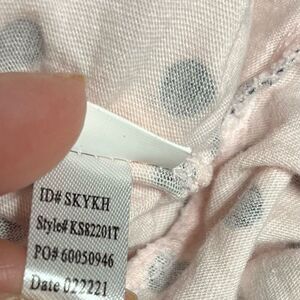 ID# SKYKH
Style# KS82201T
PO# 60050946
Date 022221